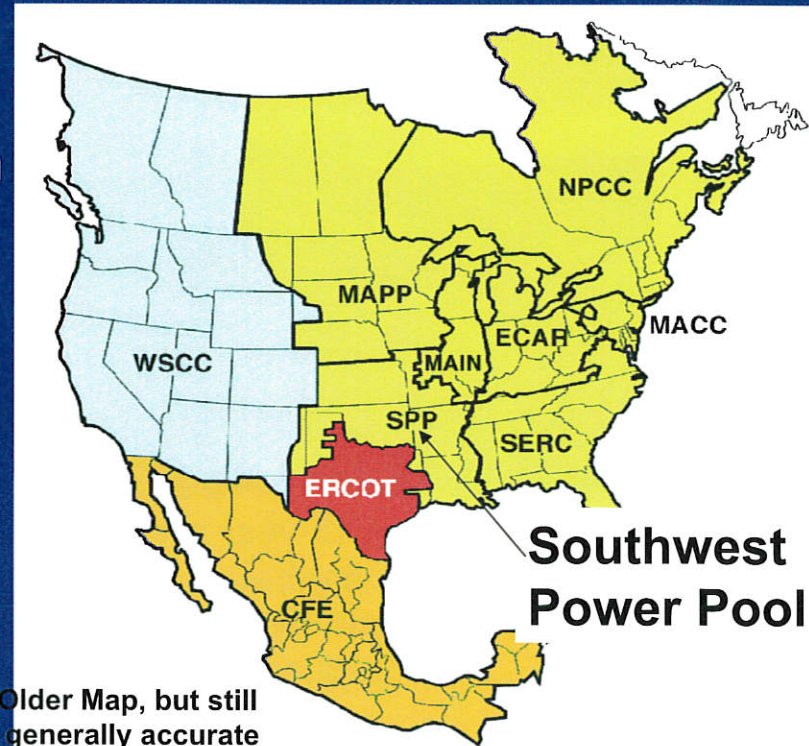 NPCC
MAPP
ECAR
MACC
MAIN
WSCC
SPP
SERC
ERCOT
Southwest
Power Pool
CFE
Older Map, but still
generally accurate